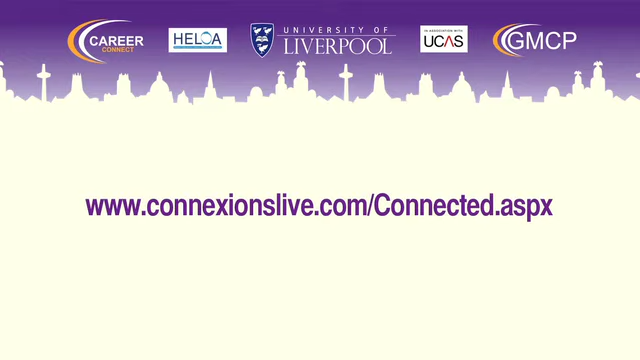 CAREER
CONNECT
HELOA
UNIVERSITY OF
LIVERPOOL
IN ASSOCIATION WITH
UCAS
GMCP
www.connexionslive.com/Connected.aspx